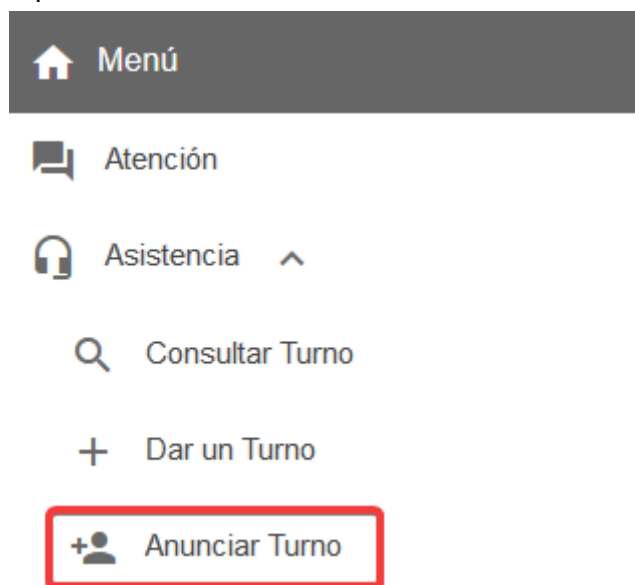 Menú
Atención
Asistencia
Consultar Turno
Dar un Turno
Anunciar Turno